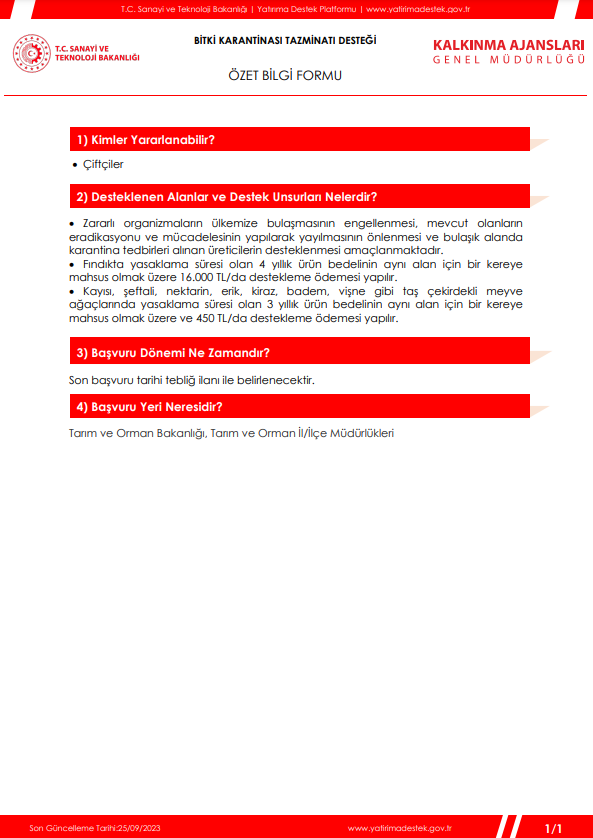 T.C. Sanayi ve Teknoloji Bakanlığı | Yatırıma Destek Platformu | www.yatirimadestek.gov.tr
T.C. SANAYİ VE
TEKNOLOJİ BAKANLIĞI
BİTKİ KARANTİNASI TAZMİNATI DESTEĞİ
ÖZET BİLGİ FORMU
KALKINMA AJANSLARI
GENEL MÜDÜRLÜĞÜ
1) Kimler Yararlanabilir?
• Çiftçiler
2) Desteklenen Alanlar ve Destek Unsurları Nelerdir?
• Zararlı organizmaların ülkemize bulaşmasının engellenmesi, mevcut olanların
eradikasyonu ve mücadelesinin yapılarak yayılmasının önlenmesi ve bulaşık alanda
karantina tedbirleri alınan üreticilerin desteklenmesi amaçlanmaktadır.
• Fındıkta yasaklama süresi olan 4 yıllık ürün bedelinin aynı alan için bir kereye
mahsus olmak üzere 16.000 TL/da destekleme ödemesi yapılır.
• Kayısı, şeftali, nektarin, erik, kiraz, badem, vişne gibi taş çekirdekli meyve
ağaçlarında yasaklama süresi olan 3 yıllık ürün bedelinin aynı alan için bir kereye
mahsus olmak üzere ve 450 TL/da destekleme ödemesi yapılır.
3) Başvuru Dönemi Ne Zamandır?
Son başvuru tarihi tebliğ ilanı ile belirlenecektir.
4) Başvuru Yeri Neresidir?
Tarım ve Orman Bakanlığı, Tarım ve Orman İl/İlçe Müdürlükleri
Son Güncelleme Tarihi:25/09/2023
www.yatirimadestek.gov.tr
1/1